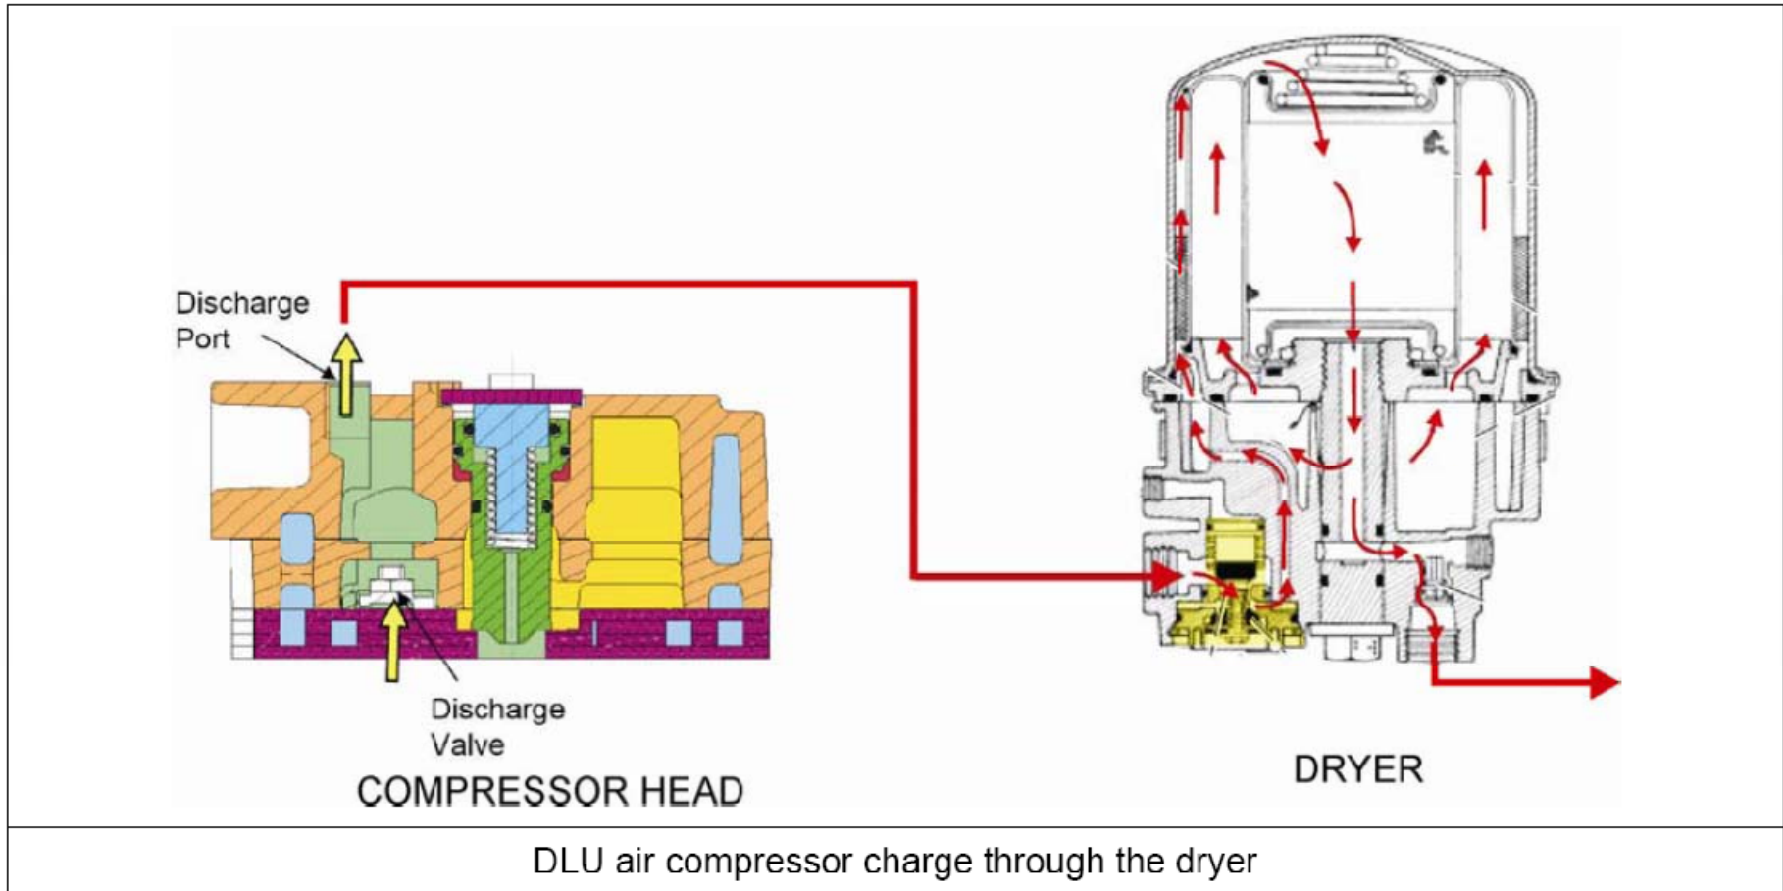 Discharge
Port
Discharge
Valve
COMPRESSOR HEAD
DRYER
DLU air compressor charge through the dryer